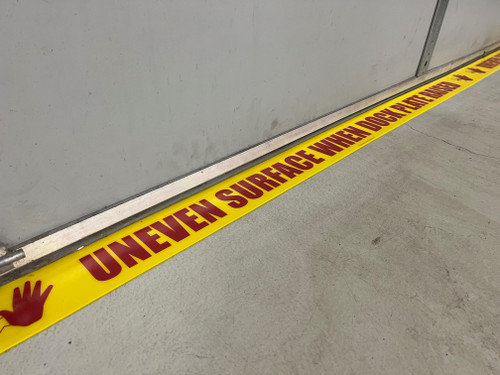 UNEVEN SURFACE WHEN DOCK PLATE RAISED